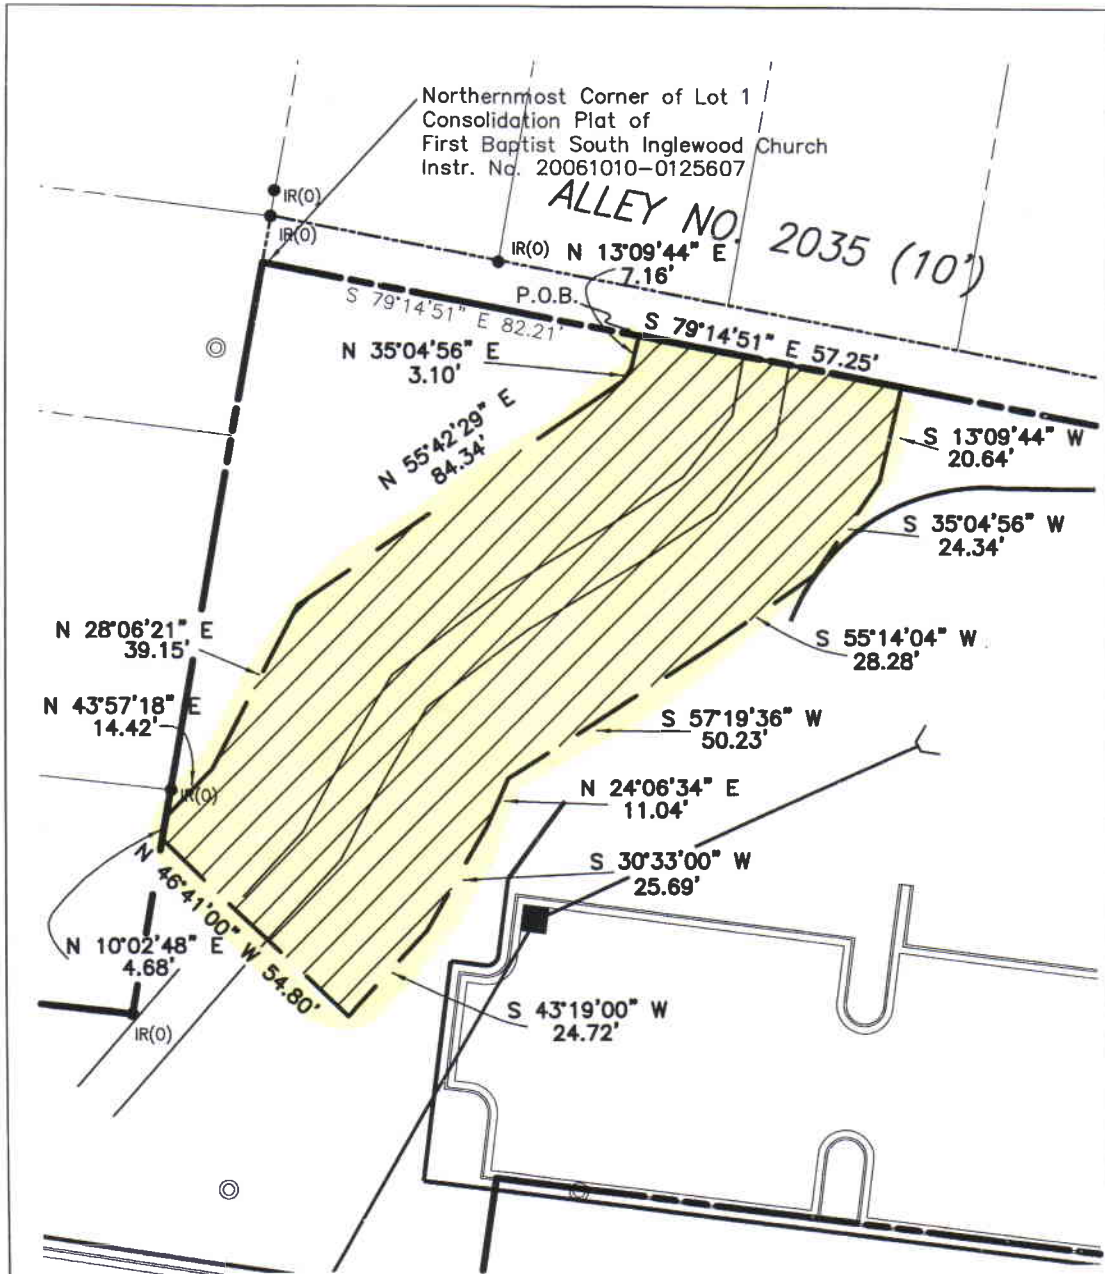 Northernmost Corner of Lot 1
Consolidation Plat of
First Baptist South Inglewood Church
Instr. No. 20061010-0125607
IR(O)
IR(O)
ALLEY NO. 2035 (10')
IR(O)
N 13°09'44" E
7.16'
P.O.B.
S 79°14'51" E 82.21'
S 79°14'51" E 57.25'
N 35°04'56" E
3.10'
N 55°42'29" E
84.34'
S 13°09'44" W
20.64'
S 35°04'56" W
24.34'
N 28°06'21" E
39.15'
S 55°14'04" W
28.28'
N 43°57'18" E
14.42'
S 57°19'36" W
50.23'
IR(O)
N 24°06'34" E
11.04'
S 30°33'00" W
25.69'
N 46°41'00" W 54.80'
N 10°02'48" E
4.68'
S 43°19'00" W
24.72'
IR(O)